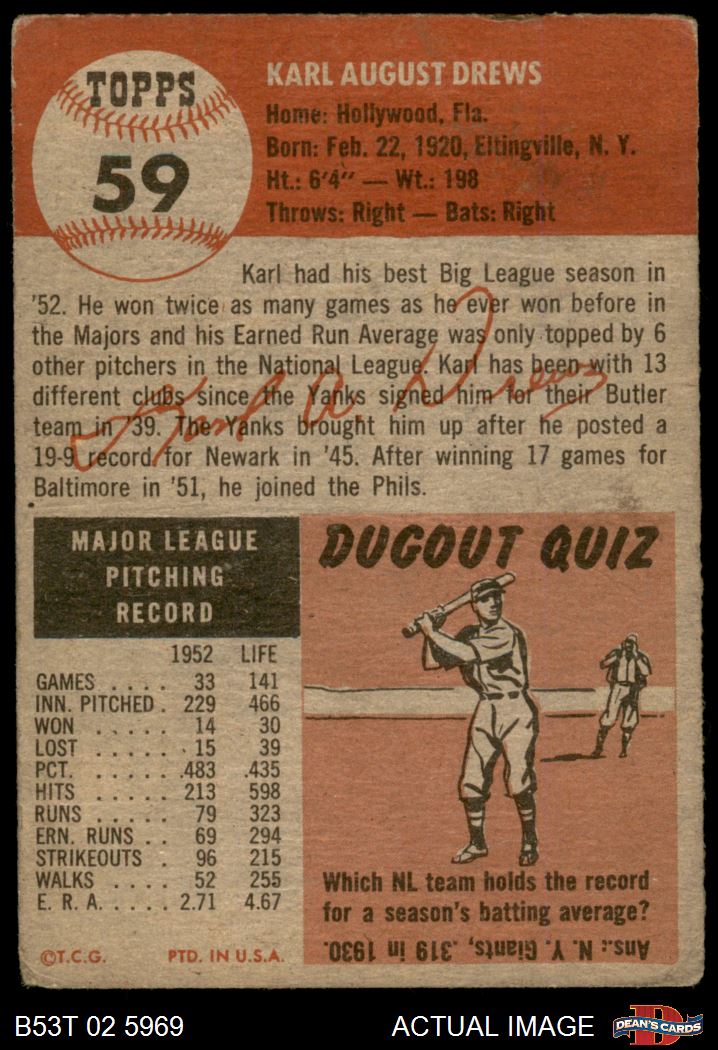 TOPPS
59
KARL AUGUST DREWS
Home: Hollywood, Fla.
Born: Feb. 22, 1920, Eltingville, N. Y.
Ht.: 6'4" — Wt.: 198
Throws: Right — Bats: Right
Karl had his best Big League season in
'52. He won twice as many games as he ever won before in
the Majors and his Earned Run Average was only topped by 6
other pitchers in the National League. Karl has been with 13
different clubs since the Yanks signed him for their Butler
team in '39. The Yanks brought him up after he posted a
19-9 record for Newark in '45. After winning 17 games for
Baltimore in '51, he joined the Phils.
Karl A. Drews
MAJOR LEAGUE
PITCHING
RECORD
1952 LIFE
GAMES . . . . 33 141
INN. PITCHED . 229 466
WON . . . . . 14 30
LOST . . . . . 15 39
PCT. . . . . . .483 .435
HITS . . . . . 213 598
RUNS . . . . . 79 323
ERN. RUNS . . 69 294
STRIKEOUTS . 96 215
WALKS . . . . 52 255
E. R. A. . . . . 2.71 4.67
©T.C.G. PTD. IN U.S.A.
DUGOUT QUIZ
Which NL team holds the record
for a season's batting average?
Ans.: N. Y. Giants, .319 in 1930.
B53T 02 5969 ACTUAL IMAGE
D
DEAN'S CARDS